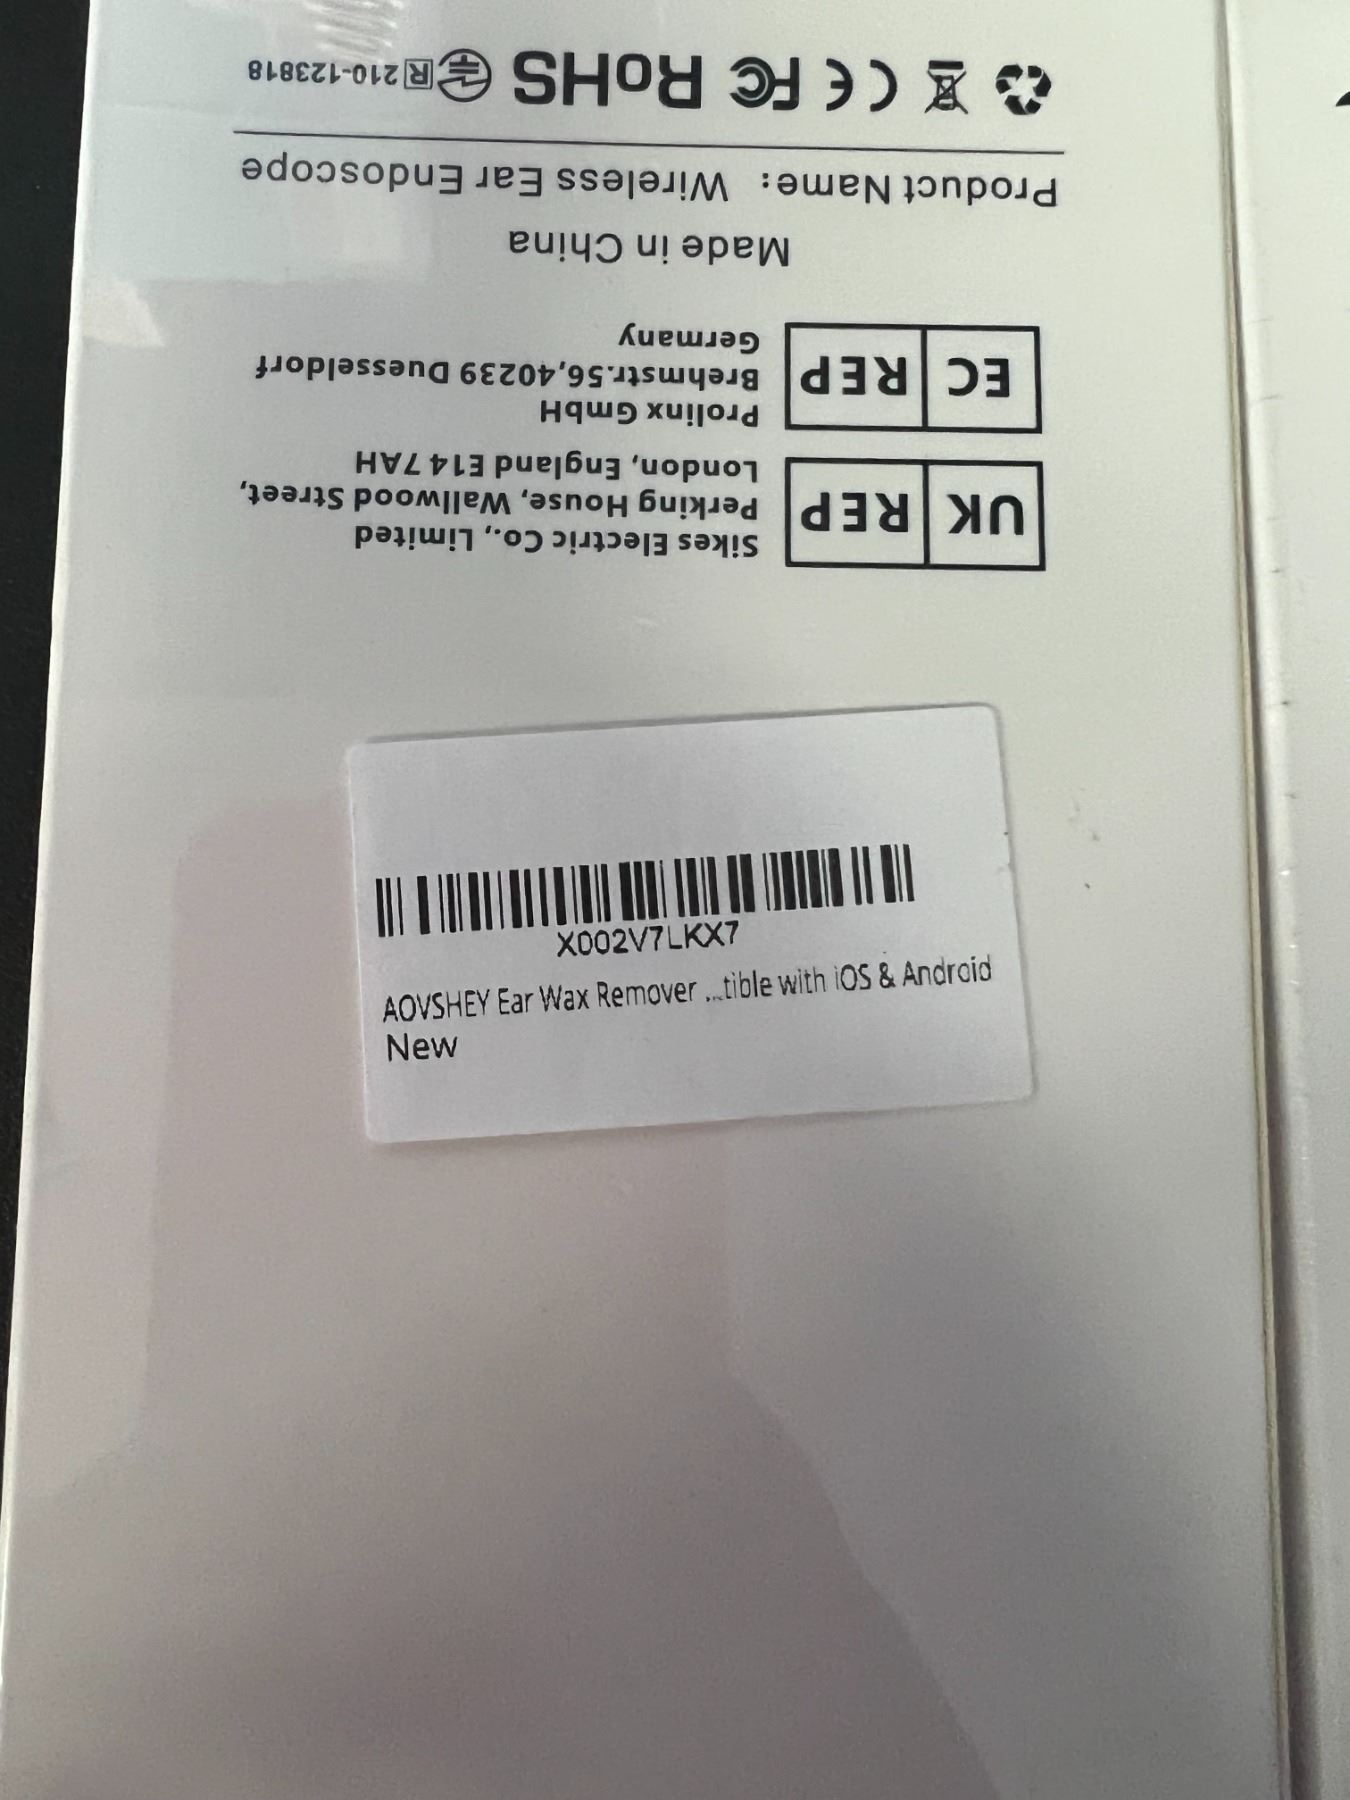 X002V7LKX7
AOVSHEY Ear Wax Remover ...tible with iOS & Android
New
UK REP
Sikes Electric Co., Limited
Perking House, Wallwood Street,
London, England E14 7AH
EC REP
Prolinx GmbH
Brehmstr.56,40239 Duesseldorf
Germany
Made in China
Product Name: Wireless Ear Endoscope
CE FC RoHS R 210-123818